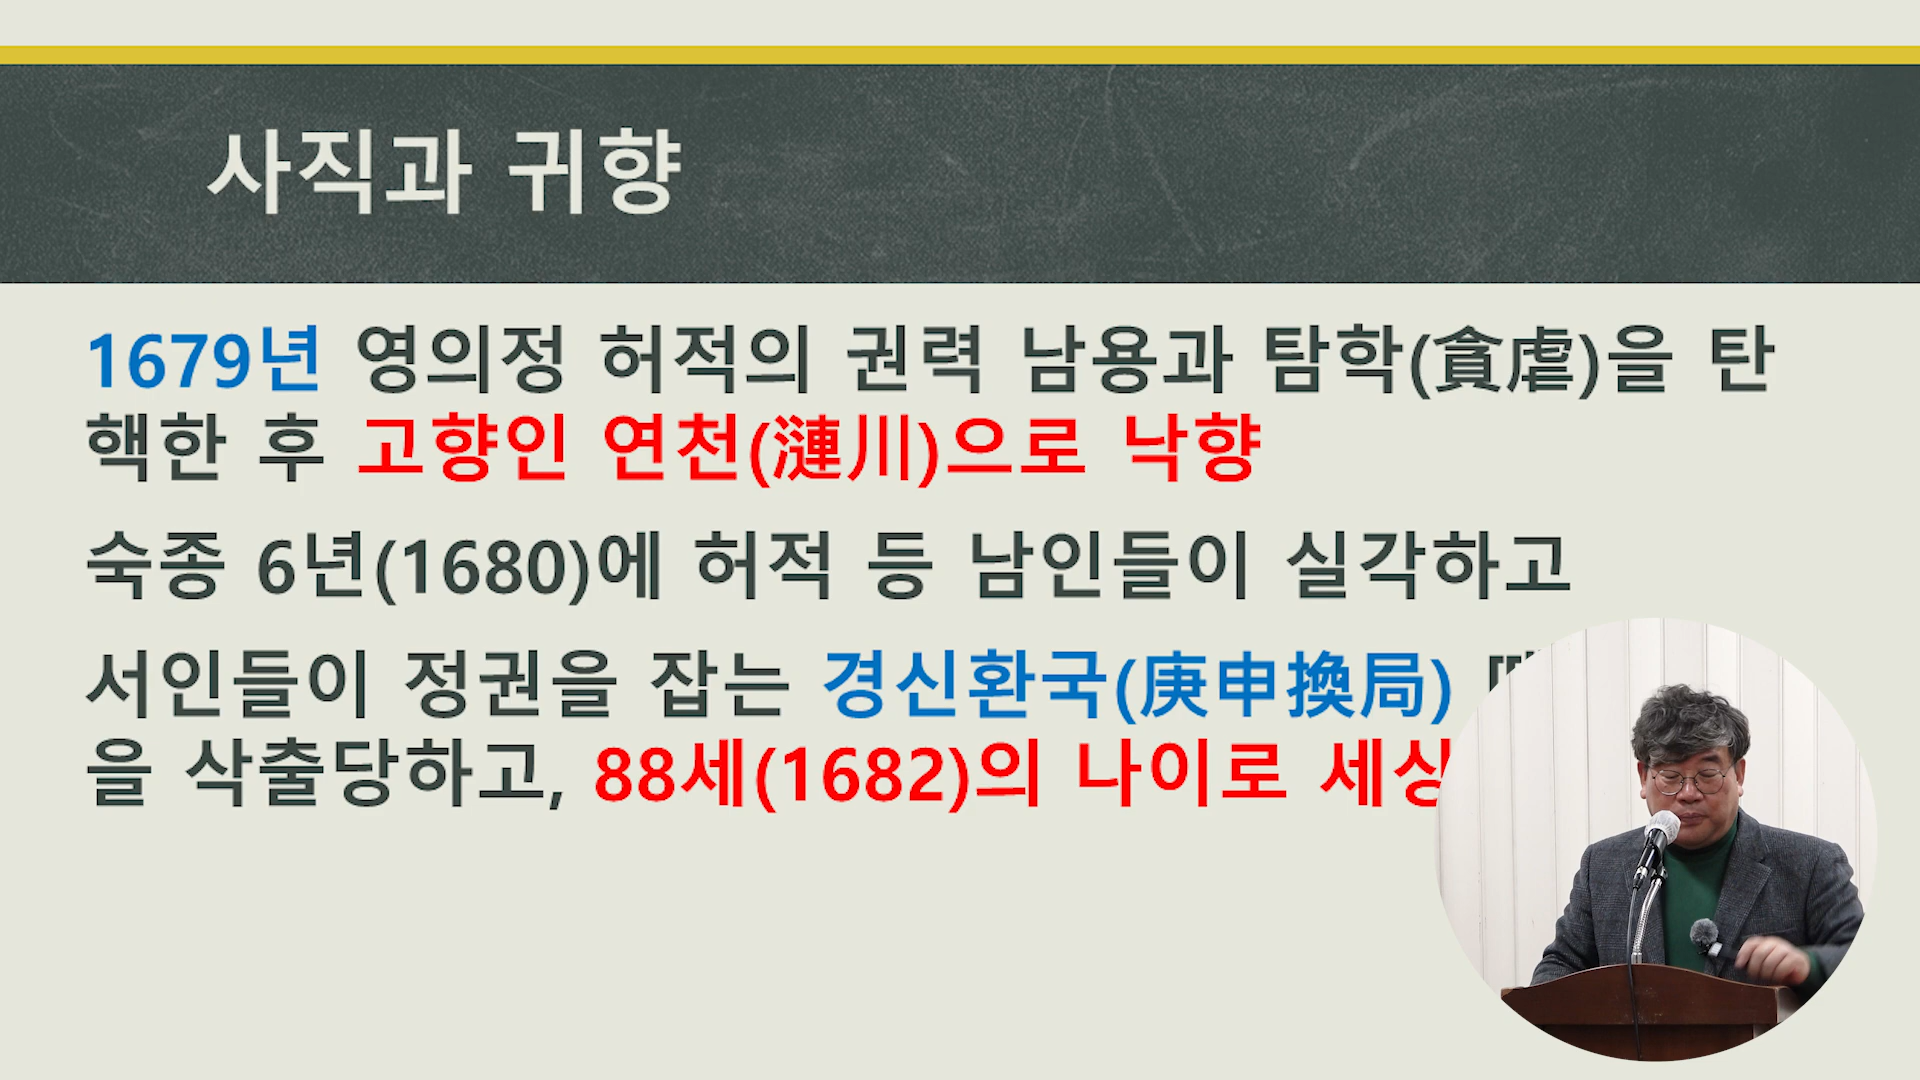 사직과 귀향
1679년 영의정 허적의 권력 남용과 탐학(貪虐)을 탄
핵한 후 고향인 연천(漣川)으로 낙향
숙종 6년(1680)에 허적 등 남인들이 실각하고
서인들이 정권을 잡는 경신환국(庚申換局)
을 삭출당하고, 88세(1682)의 나이로